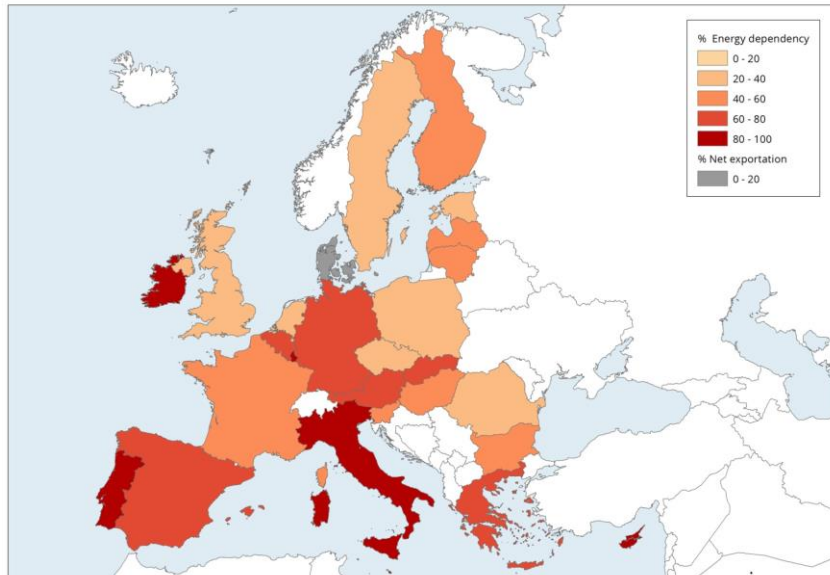 % Energy dependency
0 - 20
20 - 40
40 - 60
60 - 80
80 - 100
% Net exportation
0 - 20